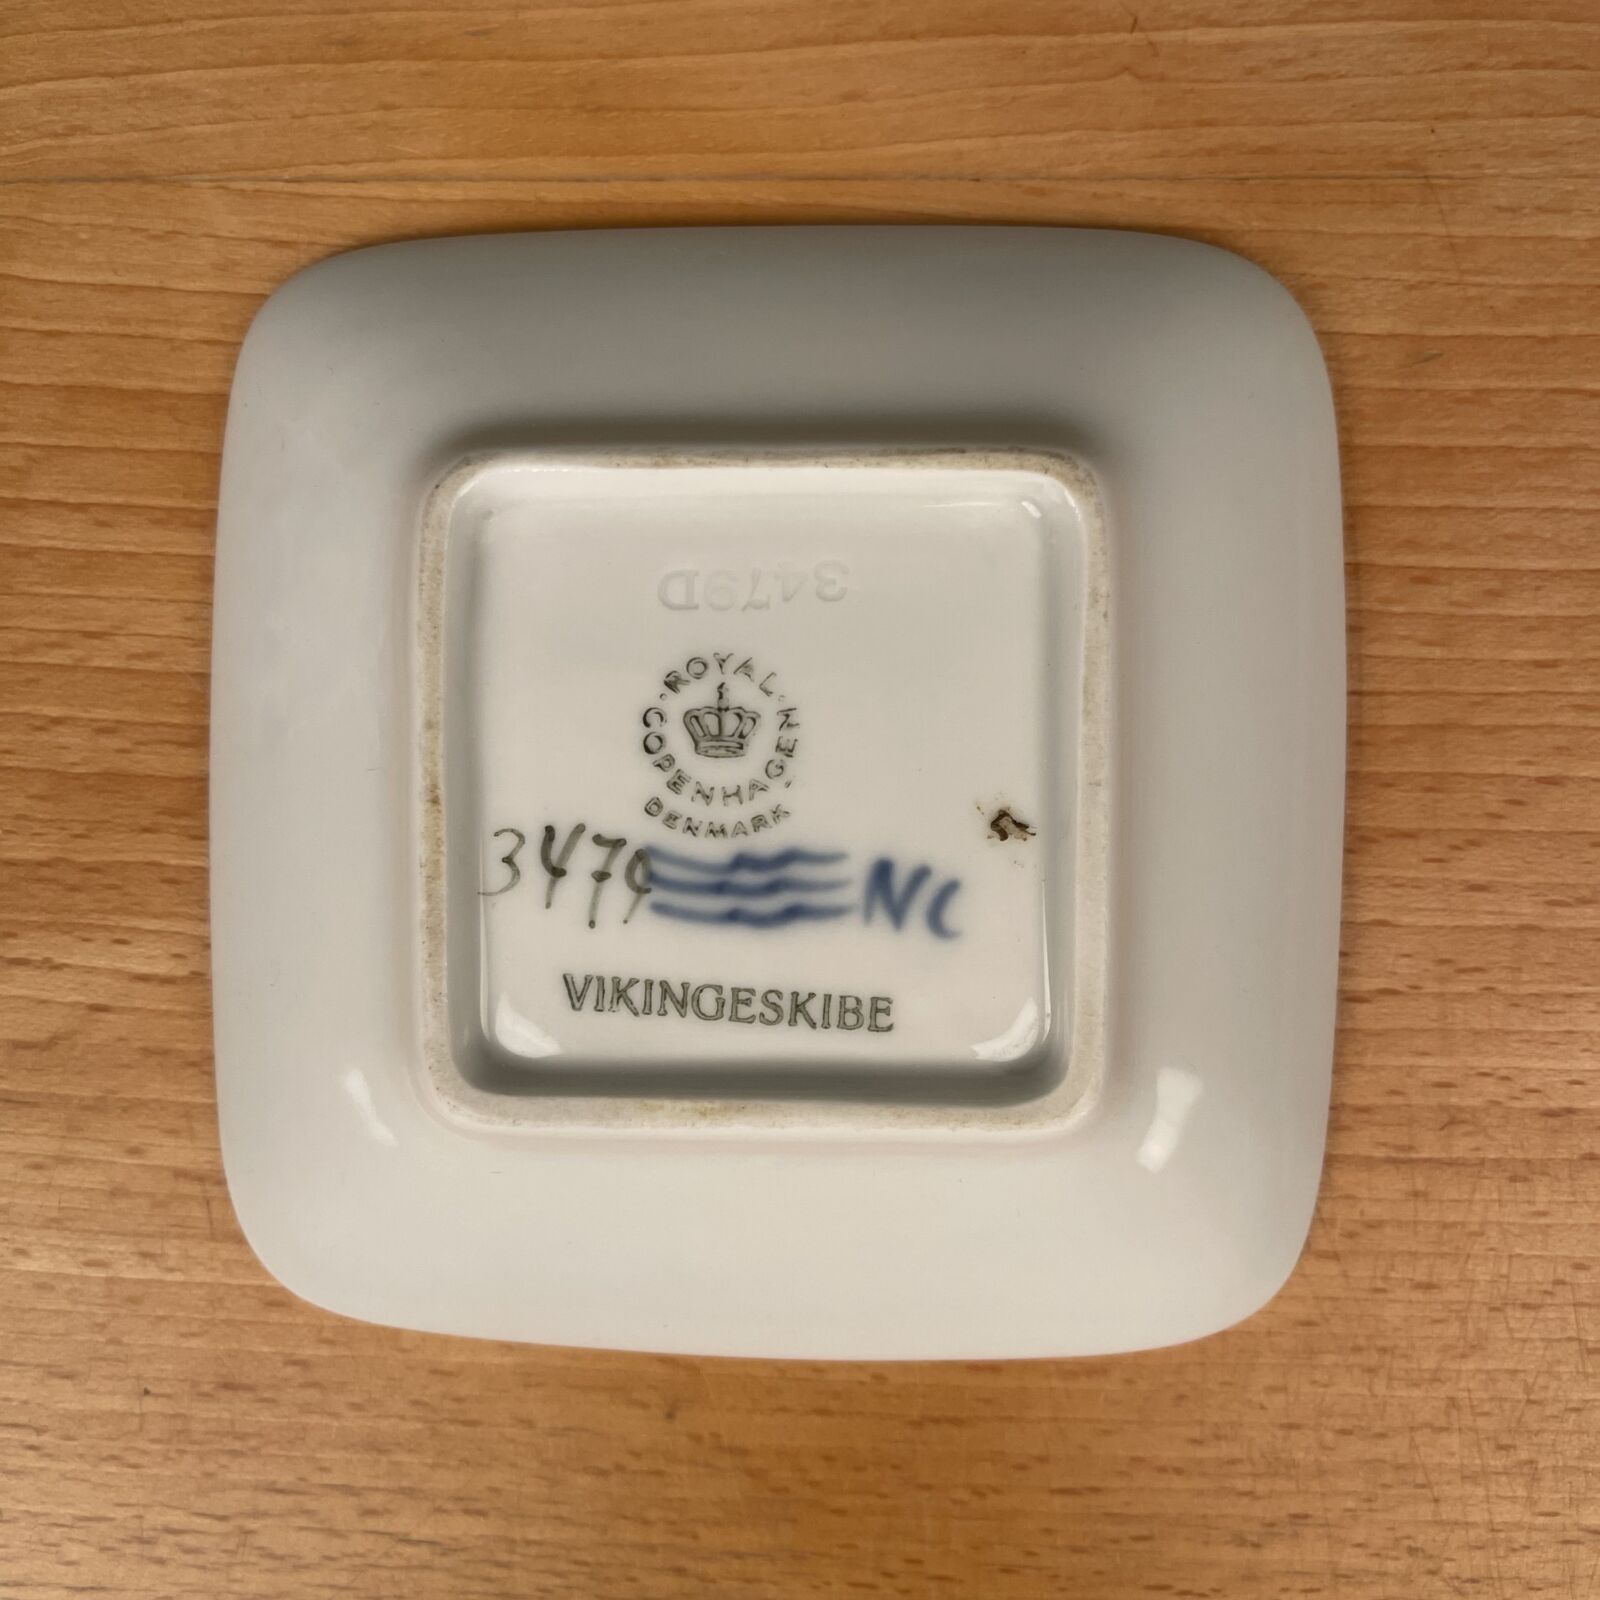 3479D
ROYAL COPENHAGEN
DENMARK
3479 NC
VIKINGESKIBE